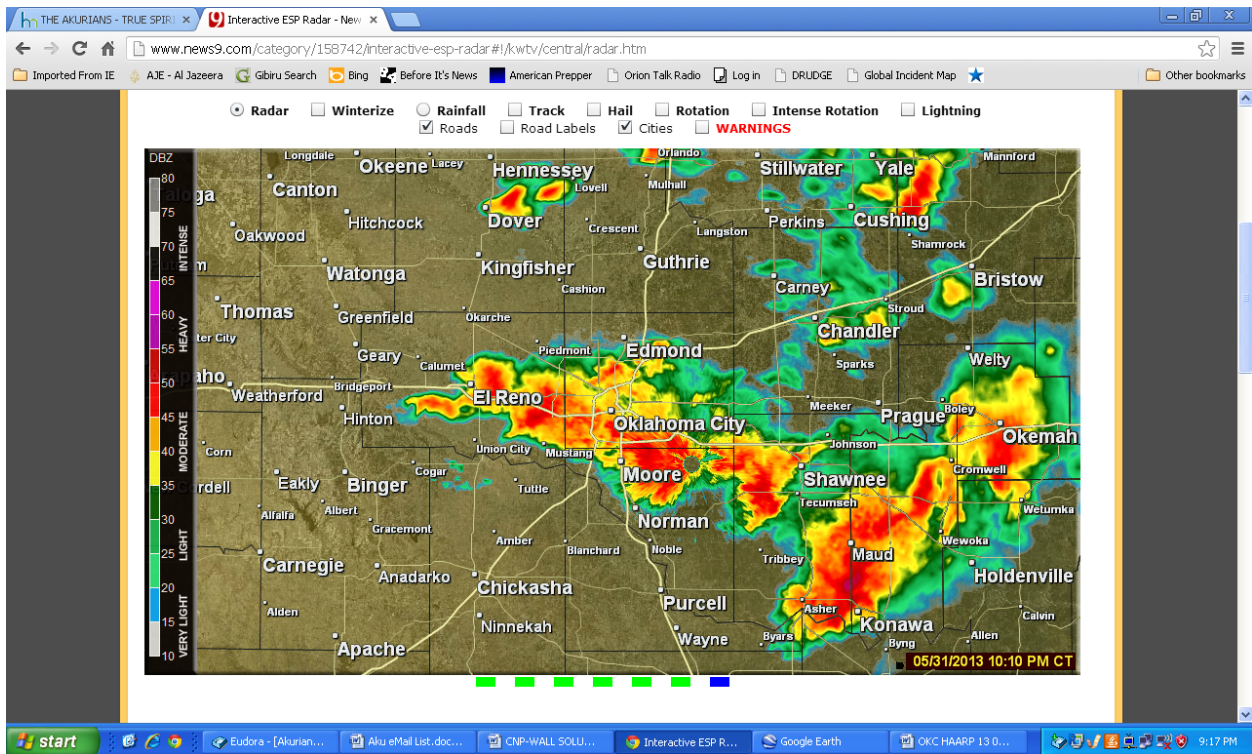 THE AKURIANS - TRUE SPIRI
Interactive ESP Radar - New
www.news9.com/category/158742/interactive-esp-radar#!/kwtv/central/radar.htm
Imported From IE AJE - Al Jazeera Gibiru Search Bing Before It's News American Prepper Orion Talk Radio Log in DRUDGE Global Incident Map Other bookmarks
Radar Winterize Rainfall Track Hail Rotation Intense Rotation Lightning
Roads Road Labels Cities WARNINGS
DBZ
80
75
70
65
60
55
50
45
40
35
30
25
20
15
10
INTENSE
HEAVY
MODERATE
LIGHT
VERY LIGHT
Longdale Okeene Lacey Hennessey Orlando Stillwater Yale Mannford
Canton Lovell Mulhall
Hitchcock Dover Crescent Langston Perkins Cushing
Oakwood Shamrock
Watonga Kingfisher Guthrie
Cashion Carney Bristow
Thomas Greenfield Okarche Stroud
Chandler
Geary Calumet Piedmont Edmond Sparks Welty
Weatherford Bridgeport El Reno Meeker Prague Boley
Hinton Oklahoma City Okemah
Corn Union City Mustang Johnson
Eakly Binger Cogar Tuttle Moore Shawnee Cromwell
Alfalfa Albert Tecumseh Wetumka
Gracemont Norman
Amber Blanchard Noble Maud Wewoka
Carnegie Anadarko Tribbey Holdenville
Chickasha
Alden Purcell Asher
Ninnekah Konawa Calvin
Apache Wayne Byars Byng Allen
05/31/2013 10:10 PM CT
start Eudora - [Akurian... Aku eMail List.doc... CNP-WALL SOLU... Interactive ESP R... Google Earth OKC HAARP 13 0... 9:17 PM